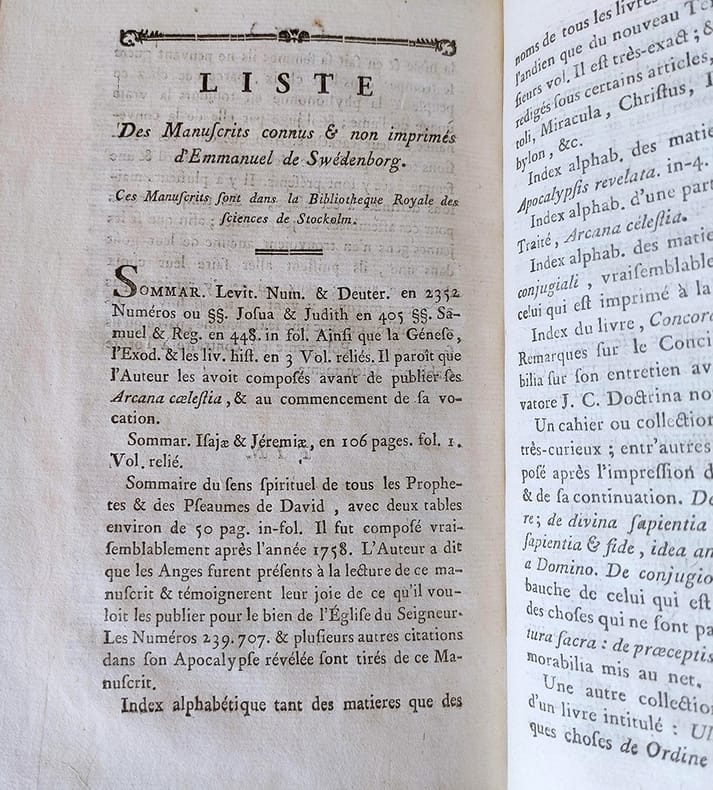 LISTE
Des Manuſcrits connus & non imprimés
d'Emmanuel de Swédenborg.
Ces Manuſcrits ſont dans la Bibliotheque Royale des
ſciences de Stockolm.
SOMMAR. Levit. Num. & Deuter. en 2352
Numéros ou §§. Joſua & Judith en 405 §§. Sa-
muel & Reg. en 448. in fol. Ainſi que la Géneſe,
l'Exod. & les liv. hiſt. en 3 Vol. reliés. Il paroît que
l'Auteur les avoit compoſés avant de publier ſes
Arcana cæleſtia, & au commencement de ſa vo-
cation.
Sommar. Iſajæ & Jéremiæ, en 106 pages. fol. 1.
Vol. relié.
Sommaire du ſens ſpirituel de tous les Prophe-
tes & des Pſeaumes de David, avec deux tables
environ de 50 pag. in-fol. Il fut compoſé vrai-
ſemblablement après l'année 1758. L'Auteur a dit
que les Anges furent préſents à la lecture de ce ma-
nuſcrit & témoignerent leur joie de ce qu'il vou-
loit les publier pour le bien de l'Égliſe du Seigneur.
Les Numéros 239. 707. & pluſieurs autres citations
dans ſon Apocalypſe révélée ſont tirés de ce Ma-
nuſcrit.
Index alphabétique tant des matieres que des
noms de tous les livres
l'andien que du nouveau
ſieurs vol. Il eſt très-exact; &
redigés ſous certains articles,
toli, Miracula, Chriſtus,
bylon, &c.
Index alphab. des matie
Apocalypſis revelata. in-4.
Index alphab. d'une part
Traité, Arcana céleſtia.
Index alphab. des matie
conjugiali, vraiſemblable
celui qui eſt imprimé à la
Index du livre, Concor
Remarques ſur le Conci
bilia ſur ſon entretien av
vatore J. C. Doctrina no
Un cahier ou collection
très-curieux; entr'autres
poſé après l'impreſſion d
& de ſa continuation. De
re; de divina ſapientia
ſapientia & fide, idea an
a Domino. De conjugio
bauche de celui qui eſt
des choſes qui ne ſont pa
tura ſacra: de præceptis
morabilia mis au net.
Une autre collection
d'un livre intitulé: Ul
ques choſes de Ordine